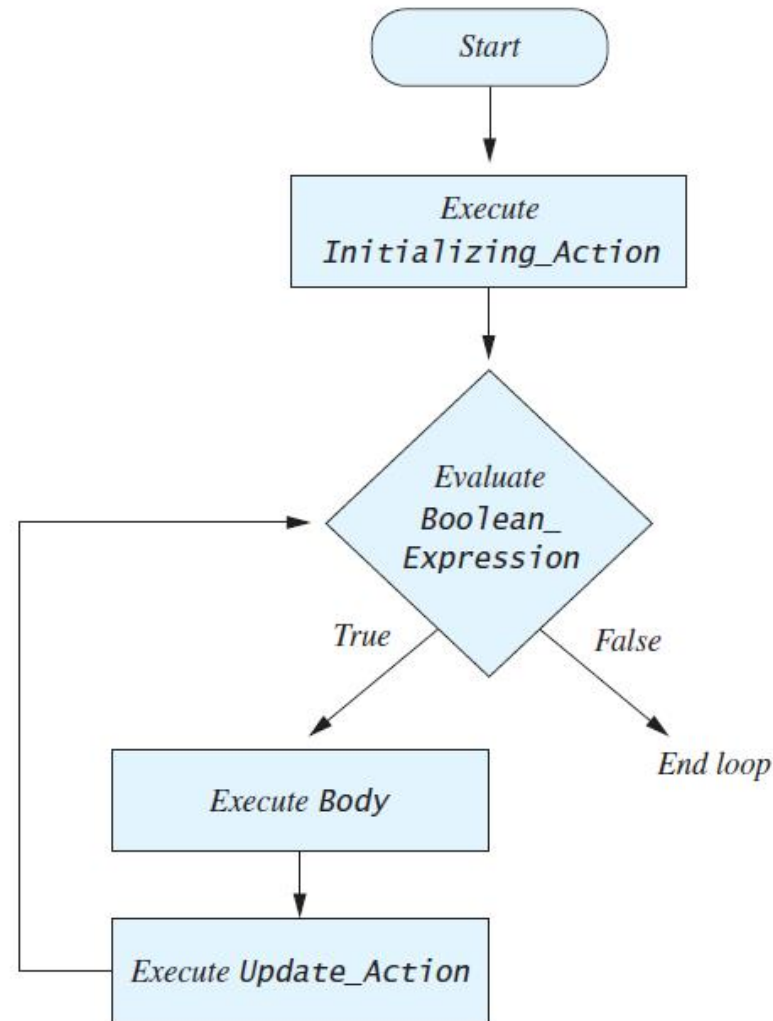 Start
Execute
Initializing_Action
Evaluate
Boolean_
Expression
True
False
End loop
Execute Body
Execute Update_Action